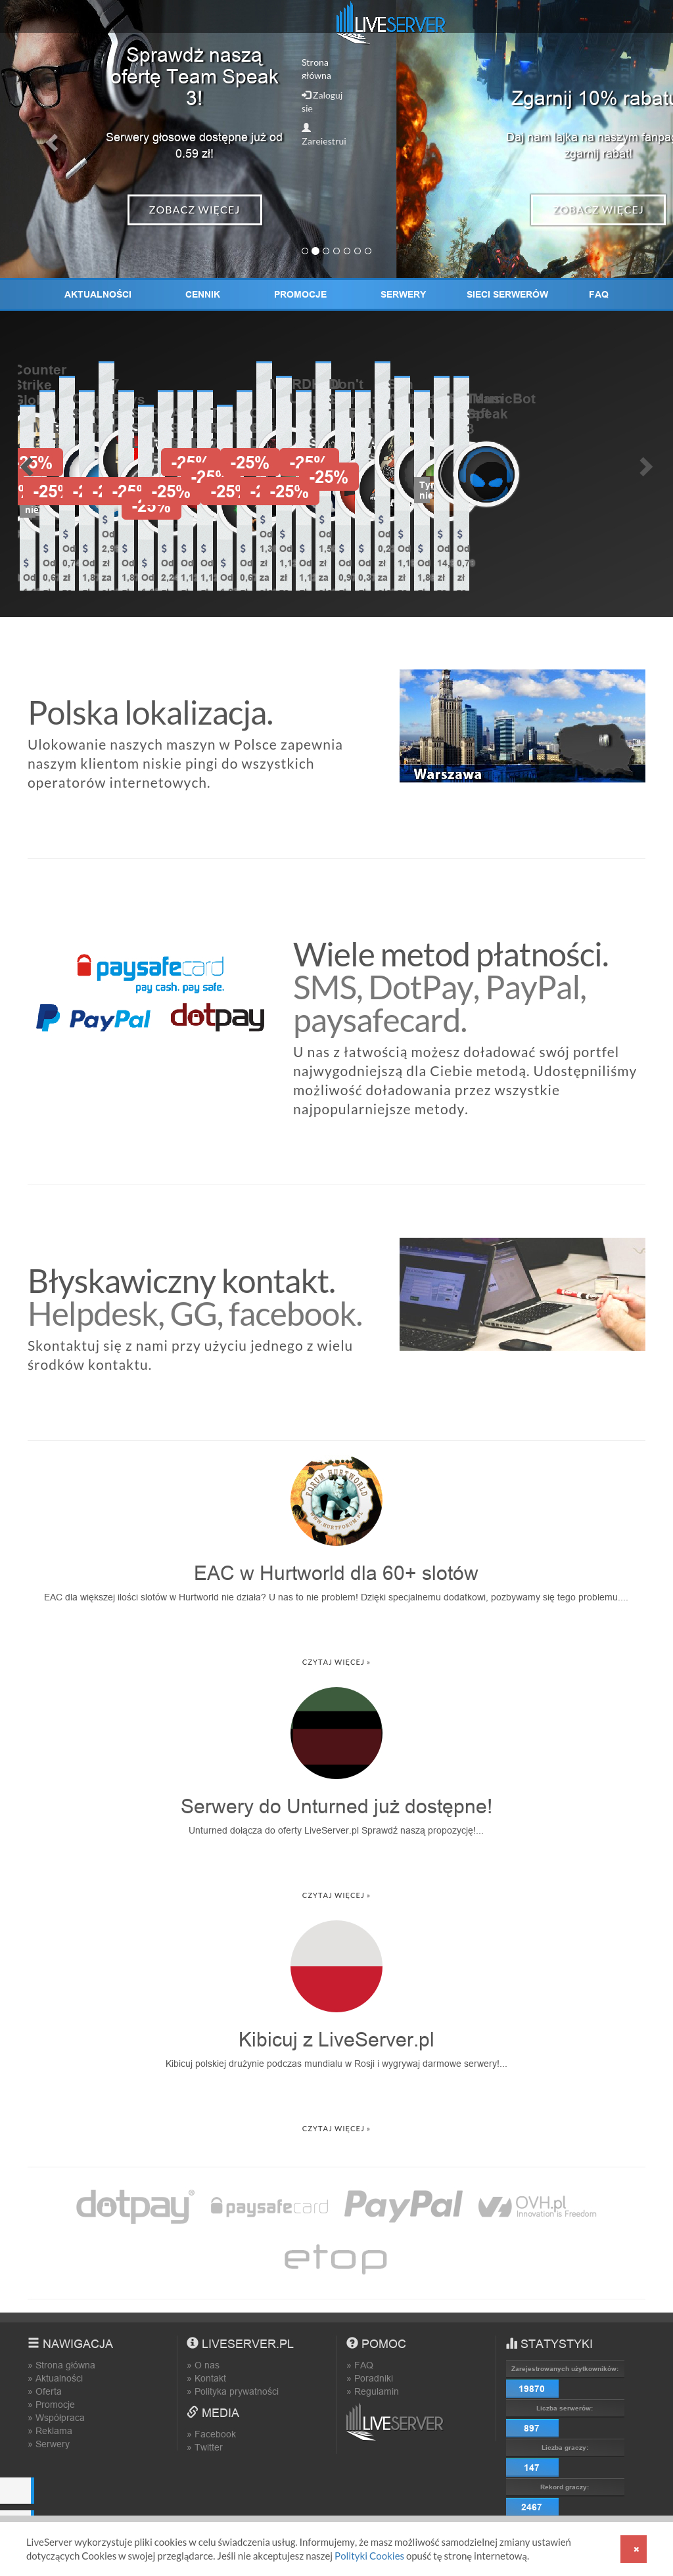 LIVESERVER
Sprawdź naszą
ofertę Team Speak
3!
Serwery głosowe dostępne już od
0.59 zł!
ZOBACZ WIĘCEJ
Strona
główna
Zaloguj
się
Zarejestruj
Zgarnij 10% rabatu
Daj nam lajka na naszym fanpag
zgarnij rabat!
ZOBACZ WIĘCEJ
AKTUALNOŚCI CENNIK PROMOCJE SERWERY SIECI SERWERÓW FAQ
Counter
Strike
-25%
-25%
-25%
-25%
-25%
-25%
-25%
-25%
Polska lokalizacja.
Ulokowanie naszych maszyn w Polsce zapewnia
naszym klientom niskie pingi do wszystkich
operatorów internetowych.
Warszawa
paysafecard
pay cash. pay safe.
PayPal dotpay
Wiele metod płatności.
SMS, DotPay, PayPal,
paysafecard.
U nas z łatwością możesz doładować swój portfel
najwygodniejszą dla Ciebie metodą. Udostępniliśmy
możliwość doładowania przez wszystkie
najpopularniejsze metody.
Błyskawiczny kontakt.
Helpdesk, GG, facebook.
Skontaktuj się z nami przy użyciu jednego z wielu
środków kontaktu.
EAC w Hurtworld dla 60+ slotów
EAC dla większej ilości slotów w Hurtworld nie działa? U nas to nie problem! Dzięki specjalnemu dodatkowi, pozbywamy się tego problemu....
CZYTAJ WIĘCEJ »
Serwery do Unturned już dostępne!
Unturned dołącza do oferty LiveServer.pl Sprawdź naszą propozycję!...
CZYTAJ WIĘCEJ »
Kibicuj z LiveServer.pl
Kibicuj polskiej drużynie podczas mundialu w Rosji i wygrywaj darmowe serwery!...
CZYTAJ WIĘCEJ »
dotpay® paysafecard PayPal OVH.pl
Innovation is Freedom
etop
NAWIGACJA
» Strona główna
» Aktualności
» Oferta
» Promocje
» Współpraca
» Reklama
» Serwery
LIVESERVER.PL
» O nas
» Kontakt
» Polityka prywatności
MEDIA
» Facebook
» Twitter
POMOC
» FAQ
» Poradniki
» Regulamin
LIVESERVER
STATYSTYKI
Zarejestrowanych użytkowników:
19870
Liczba serwerów:
897
Liczba graczy:
147
Rekord graczy:
2467
LiveServer wykorzystuje pliki cookies w celu świadczenia usług. Informujemy, że masz możliwość samodzielnej zmiany ustawień
dotyczących Cookies w swojej przeglądarce. Jeśli nie akceptujesz naszej Polityki Cookies opuść tę stronę internetową.